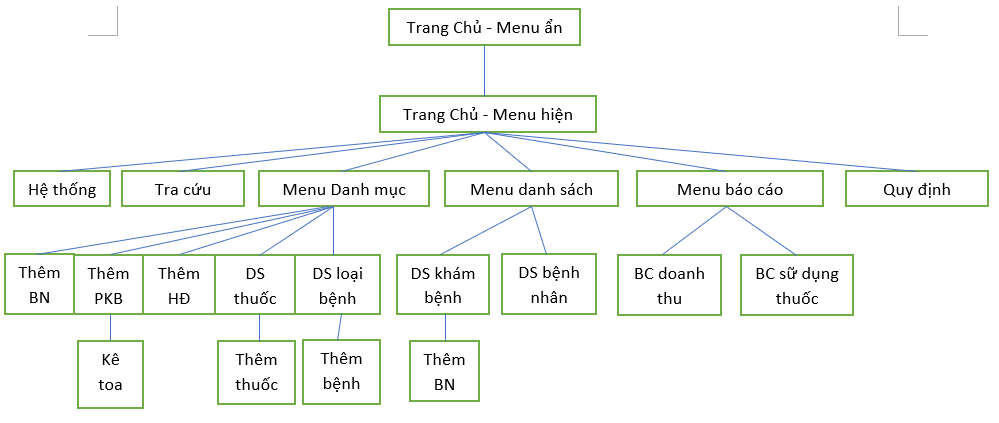 Trang Chủ - Menu ẩn
Trang Chủ - Menu hiện
Hệ thống
Tra cứu
Menu Danh mục
Menu danh sách
Menu báo cáo
Quy định
Thêm
BN
Thêm
PKB
Thêm
HĐ
DS
thuốc
DS loại
bệnh
DS khám
bệnh
DS bệnh
nhân
BC doanh
thu
BC sữ dụng
thuốc
Kê
toa
Thêm
thuốc
Thêm
bệnh
Thêm
BN